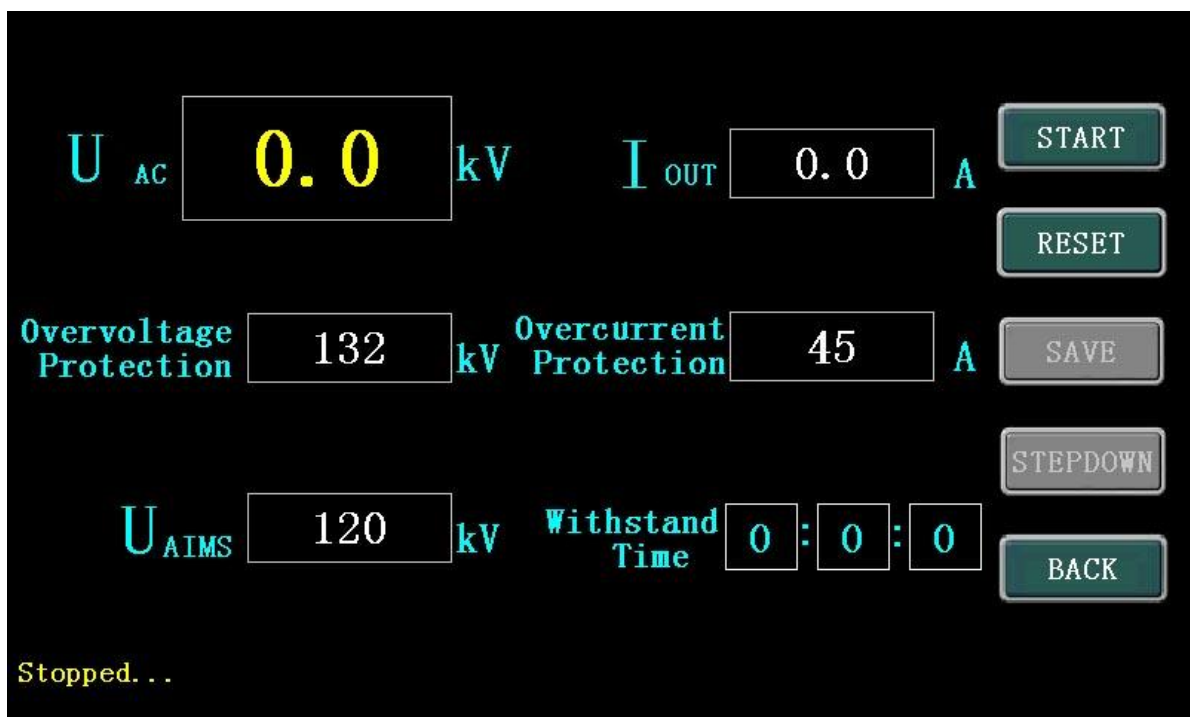 U AC 0.0 kV
I OUT 0.0 A
START
RESET
Overvoltage
Protection
132 kV
Overcurrent
Protection
45 A
SAVE
STEPDOWN
U AIMS 120 kV
Withstand
Time
0 : 0 : 0
BACK
Stopped...